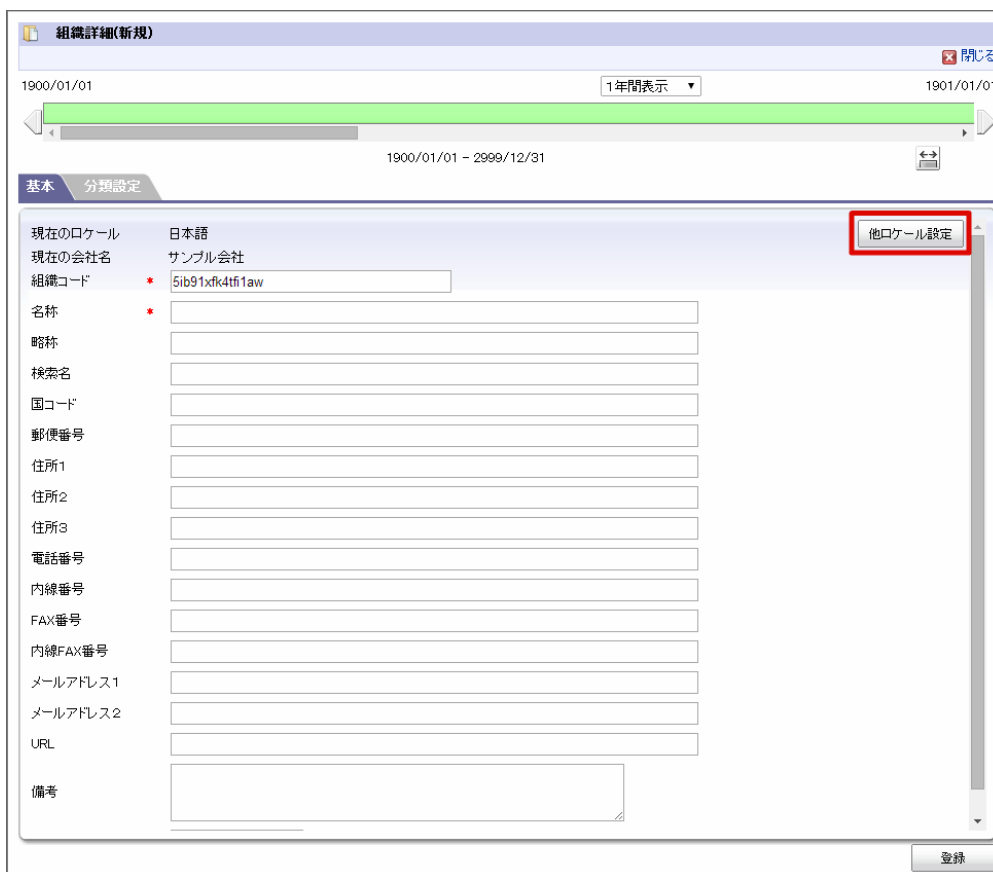 組織詳細(新規)
閉じる
1900/01/01 1年間表示 1901/01/01
1900/01/01 - 2999/12/31
基本 分類設定
現在のロケール 日本語 他ロケール設定
現在の会社名 サンプル会社
組織コード * 5ib91xfk4tfi1aw
名称 *
略称
検索名
国コード
郵便番号
住所1
住所2
住所3
電話番号
内線番号
FAX番号
内線FAX番号
メールアドレス1
メールアドレス2
URL
備考
登録